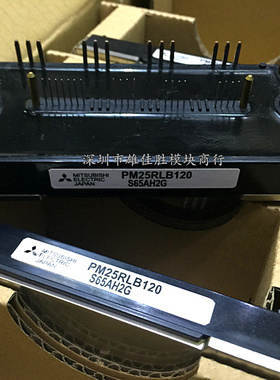 深圳市雄佳胜模块商行
MITSUBISHI
ELECTRIC
JAPAN
PM25RLB120
S65AH2G
MITSUBISHI
ELECTRIC
JAPAN
PM25RLB120
S65AH2G